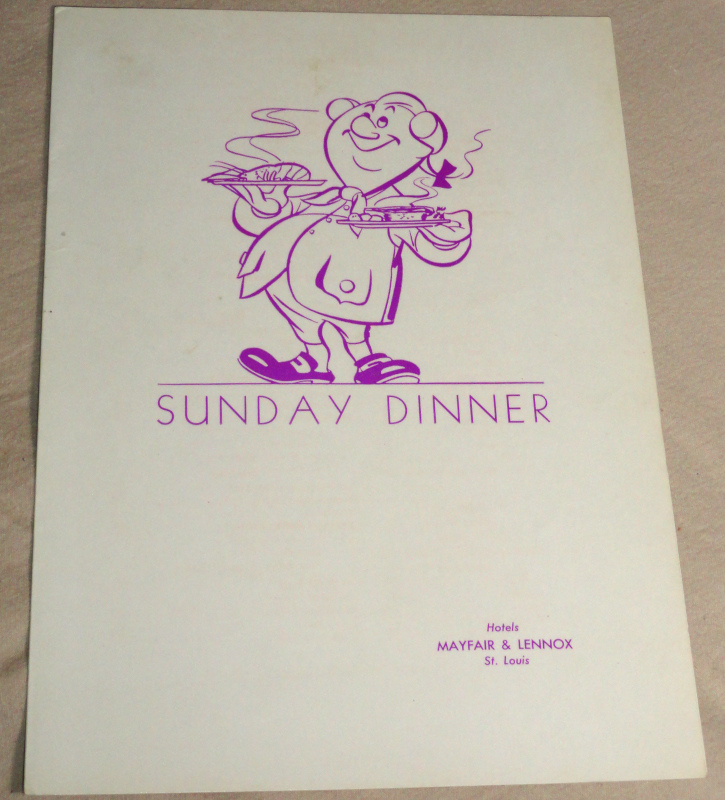 SUNDAY DINNER
Hotels
MAYFAIR & LENNOX
St. Louis